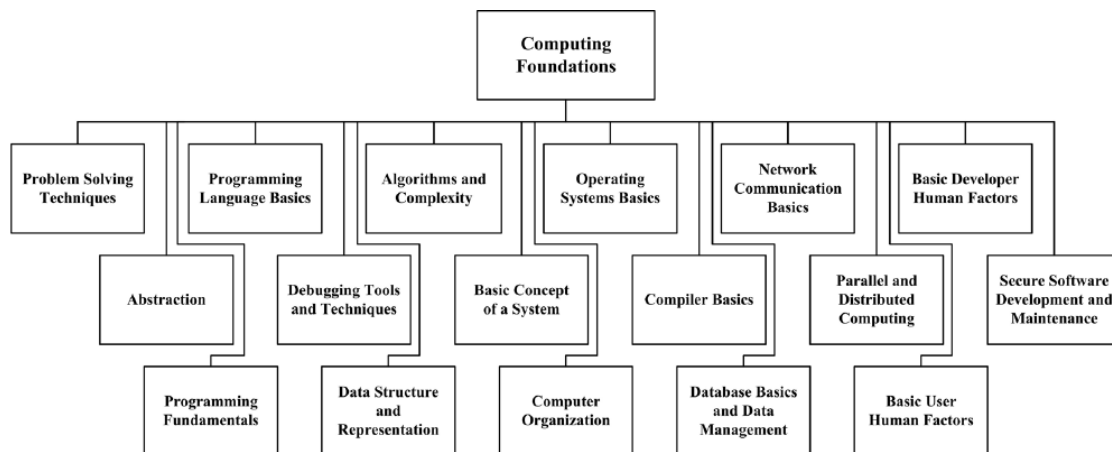 Computing
Foundations
Problem Solving
Techniques
Programming
Language Basics
Algorithms and
Complexity
Operating
Systems Basics
Network
Communication
Basics
Basic Developer
Human Factors
Abstraction
Debugging Tools
and Techniques
Basic Concept
of a System
Compiler Basics
Parallel and
Distributed
Computing
Secure Software
Development and
Maintenance
Programming
Fundamentals
Data Structure
and
Representation
Computer
Organization
Database Basics
and Data
Management
Basic User
Human Factors